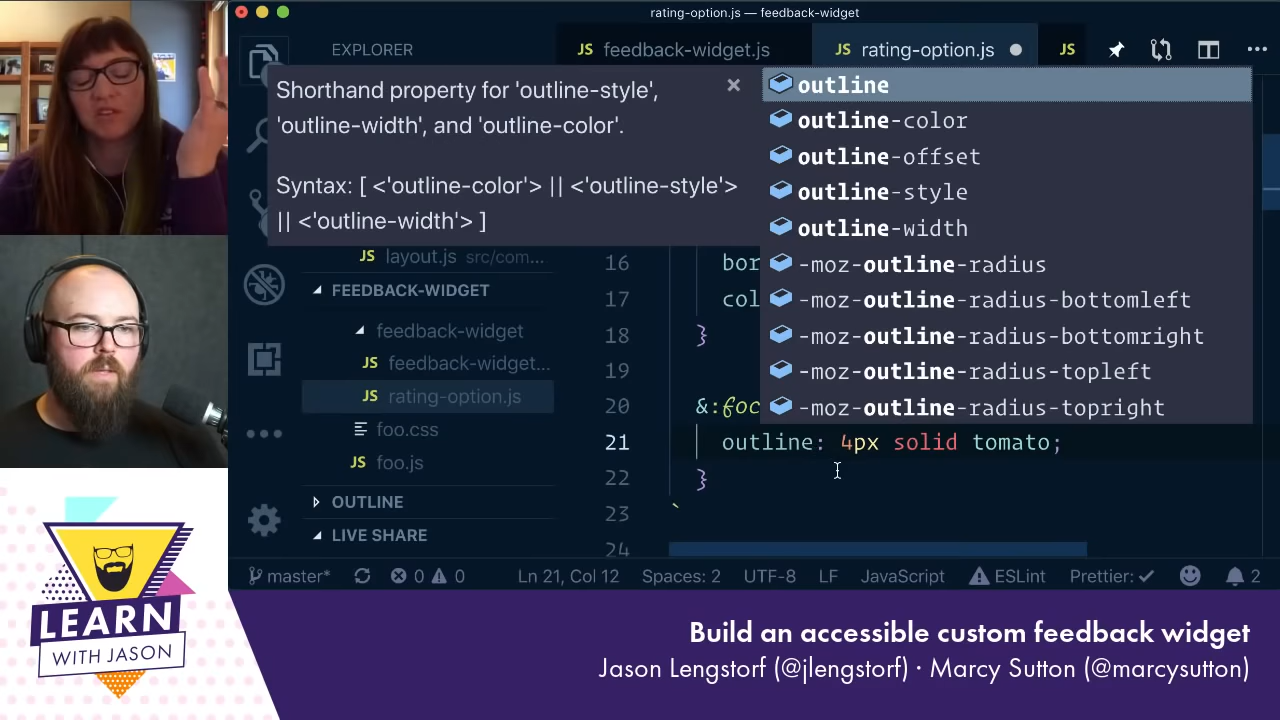 rating-option.js — feedback-widget
EXPLORER
JS feedback-widget.js
JS rating-option.js
JS
Shorthand property for 'outline-style',
'outline-width', and 'outline-color'.
Syntax: [ <'outline-color'> || <'outline-style'>
|| <'outline-width'> ]
outline
outline-color
outline-offset
outline-style
outline-width
-moz-outline-radius
-moz-outline-radius-bottomleft
-moz-outline-radius-bottomright
-moz-outline-radius-topleft
-moz-outline-radius-topright
JS layout.js src/com...
FEEDBACK-WIDGET
feedback-widget
JS feedback-widget...
JS rating-option.js
foo.css
JS foo.js
OUTLINE
LIVE SHARE
16 bor
17 col
18 }
19
20 &:foc
21 outline: 4px solid tomato;
22 }
23 `
24
master* 0 0 Ln 21, Col 12 Spaces: 2 UTF-8 LF JavaScript ESLint Prettier: ✓ 2
LEARN
WITH JASON
Build an accessible custom feedback widget
Jason Lengstorf (@jlengstorf) · Marcy Sutton (@marcysutton)